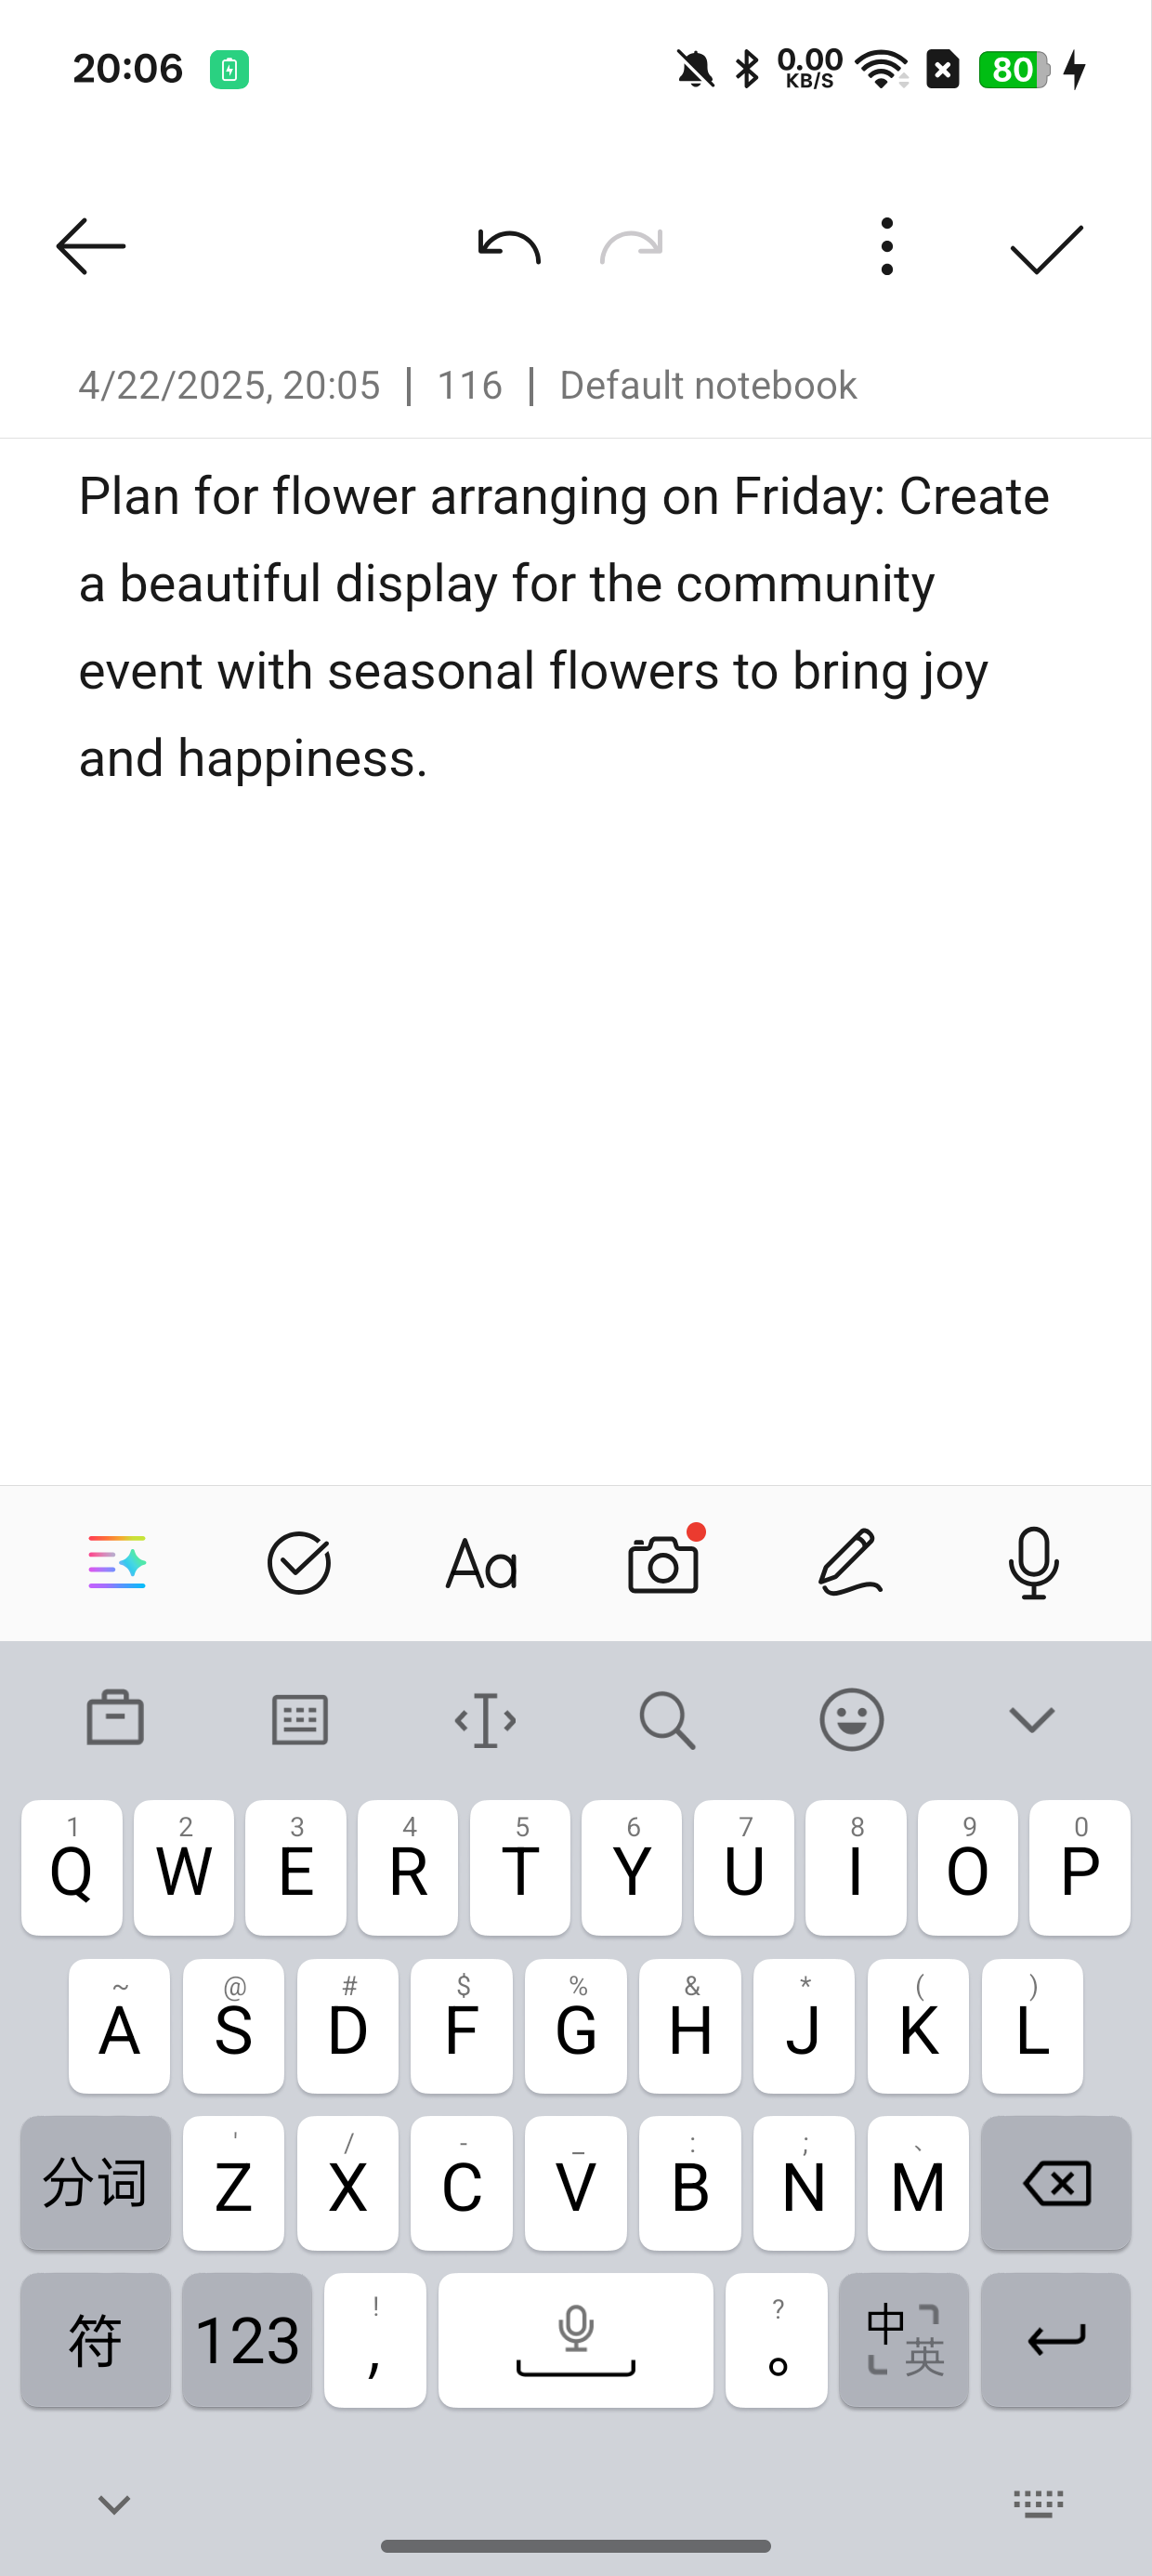 20:06
0.00
KB/S
80
4/22/2025, 20:05 | 116 | Default notebook
Plan for flower arranging on Friday: Create
a beautiful display for the community
event with seasonal flowers to bring joy
and happiness.
Aa
1 2 3 4 5 6 7 8 9 0
Q W E R T Y U I O P
~ @ # $ % & * ( )
A S D F G H J K L
' / - _ : ; 、
分词 Z X C V B N M
! ?
符 123 , 。 中 英